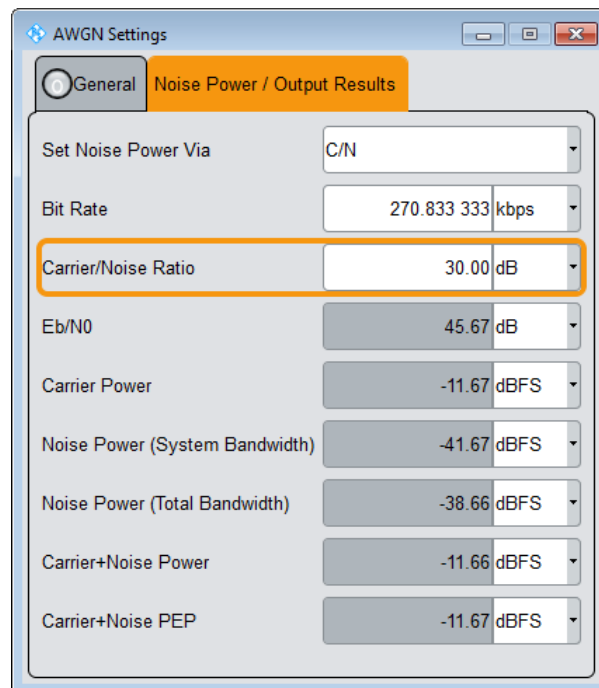 AWGN Settings
General Noise Power / Output Results
Set Noise Power Via C/N
Bit Rate 270.833 333 kbps
Carrier/Noise Ratio 30.00 dB
Eb/N0 45.67 dB
Carrier Power -11.67 dBFS
Noise Power (System Bandwidth) -41.67 dBFS
Noise Power (Total Bandwidth) -38.66 dBFS
Carrier+Noise Power -11.66 dBFS
Carrier+Noise PEP -11.67 dBFS